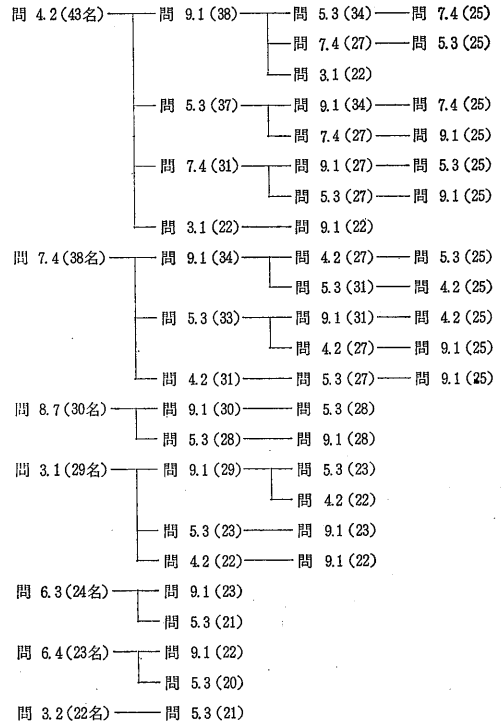 問 4.2(43名) 問 9.1(38) 問 5.3(34) 問 7.4(25)
問 7.4(27) 問 5.3(25)
問 3.1(22)
問 5.3(37) 問 9.1(34) 問 7.4(25)
問 7.4(27) 問 9.1(25)
問 7.4(31) 問 9.1(27) 問 5.3(25)
問 5.3(27) 問 9.1(25)
問 3.1(22) 問 9.1(22)
問 7.4(38名) 問 9.1(34) 問 4.2(27) 問 5.3(25)
問 5.3(31) 問 4.2(25)
問 5.3(33) 問 9.1(31) 問 4.2(25)
問 4.2(27) 問 9.1(25)
問 4.2(31) 問 5.3(27) 問 9.1(25)
問 8.7(30名) 問 9.1(30) 問 5.3(28)
問 5.3(28) 問 9.1(28)
問 3.1(29名) 問 9.1(29) 問 5.3(23)
問 4.2(22)
問 5.3(23) 問 9.1(23)
問 4.2(22) 問 9.1(22)
問 6.3(24名) 問 9.1(23)
問 5.3(21)
問 6.4(23名) 問 9.1(22)
問 5.3(20)
問 3.2(22名) 問 5.3(21)